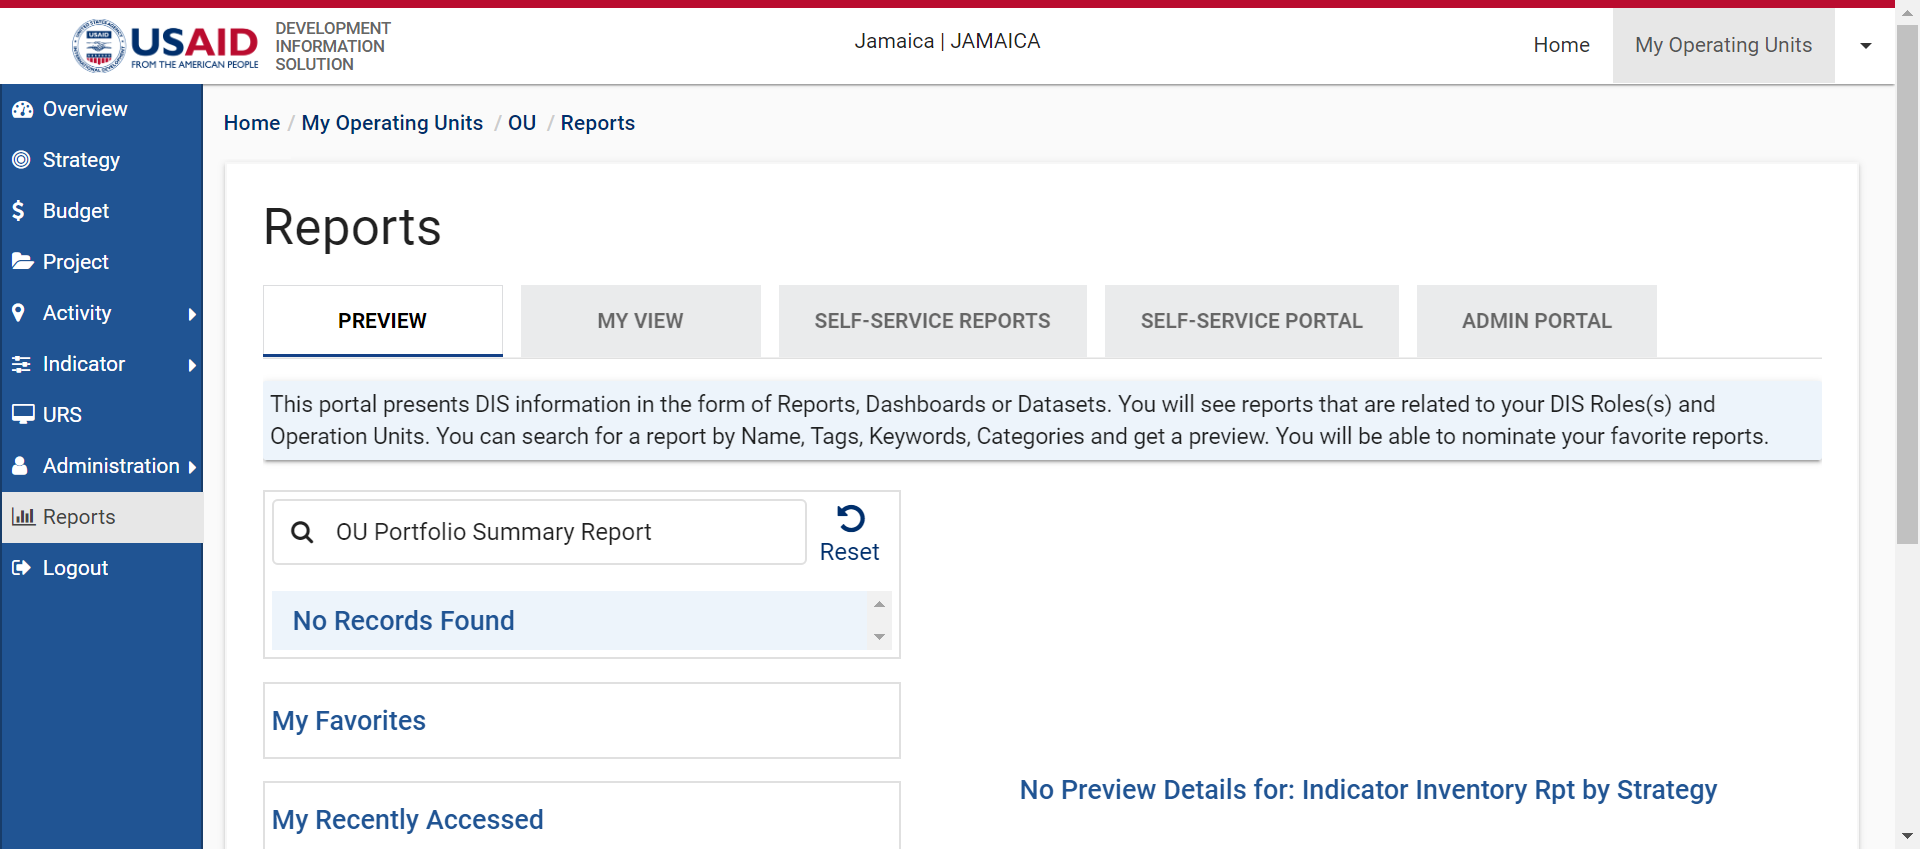 USAID
FROM THE AMERICAN PEOPLE
DEVELOPMENT
INFORMATION
SOLUTION
Jamaica | JAMAICA
Home
My Operating Units
Overview
Strategy
Budget
Project
Activity
Indicator
URS
Administration
Reports
Logout
Home / My Operating Units / OU / Reports
Reports
PREVIEW
MY VIEW
SELF-SERVICE REPORTS
SELF-SERVICE PORTAL
ADMIN PORTAL
This portal presents DIS information in the form of Reports, Dashboards or Datasets. You will see reports that are related to your DIS Roles(s) and
Operation Units. You can search for a report by Name, Tags, Keywords, Categories and get a preview. You will be able to nominate your favorite reports.
OU Portfolio Summary Report
Reset
No Records Found
My Favorites
My Recently Accessed
No Preview Details for: Indicator Inventory Rpt by Strategy